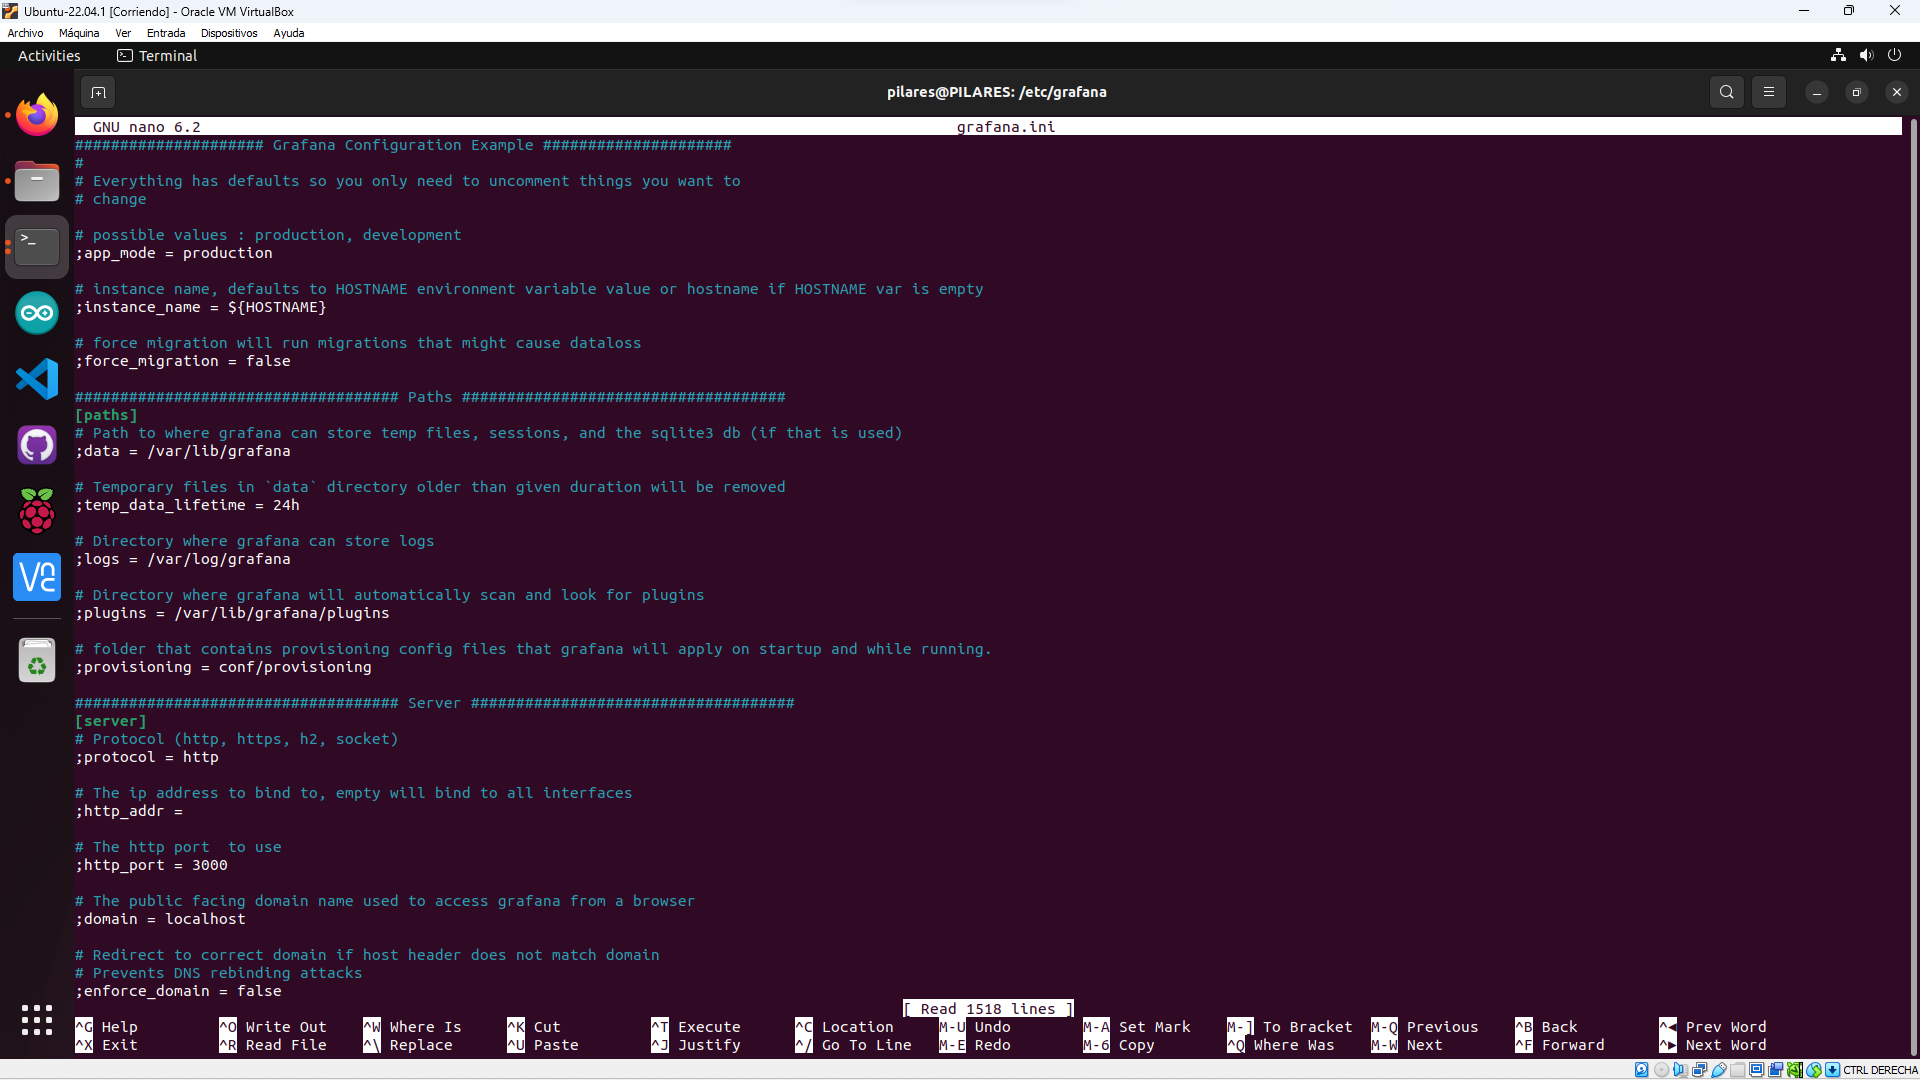 Ubuntu-22.04.1 [Corriendo] - Oracle VM VirtualBox
Archivo Máquina Ver Entrada Dispositivos Ayuda
Activities Terminal
pilares@PILARES: /etc/grafana
GNU nano 6.2 grafana.ini
##################### Grafana Configuration Example #####################
#
# Everything has defaults so you only need to uncomment things you want to
# change
# possible values : production, development
;app_mode = production
# instance name, defaults to HOSTNAME environment variable value or hostname if HOSTNAME var is empty
;instance_name = ${HOSTNAME}
# force migration will run migrations that might cause dataloss
;force_migration = false
#################################### Paths ####################################
[paths]
# Path to where grafana can store temp files, sessions, and the sqlite3 db (if that is used)
;data = /var/lib/grafana
# Temporary files in `data` directory older than given duration will be removed
;temp_data_lifetime = 24h
# Directory where grafana can store logs
;logs = /var/log/grafana
# Directory where grafana will automatically scan and look for plugins
;plugins = /var/lib/grafana/plugins
# folder that contains provisioning config files that grafana will apply on startup and while running.
;provisioning = conf/provisioning
#################################### Server ####################################
[server]
# Protocol (http, https, h2, socket)
;protocol = http
# The ip address to bind to, empty will bind to all interfaces
;http_addr =
# The http port  to use
;http_port = 3000
# The public facing domain name used to access grafana from a browser
;domain = localhost
# Redirect to correct domain if host header does not match domain
# Prevents DNS rebinding attacks
;enforce_domain = false
[ Read 1518 lines ]
^G Help ^O Write Out ^W Where Is ^K Cut ^T Execute ^C Location M-U Undo M-A Set Mark M-] To Bracket M-Q Previous ^B Back ^◀ Prev Word
^X Exit ^R Read File ^\ Replace ^U Paste ^J Justify ^/ Go To Line M-E Redo M-6 Copy ^Q Where Was M-W Next ^F Forward ^▶ Next Word
CTRL DERECHA